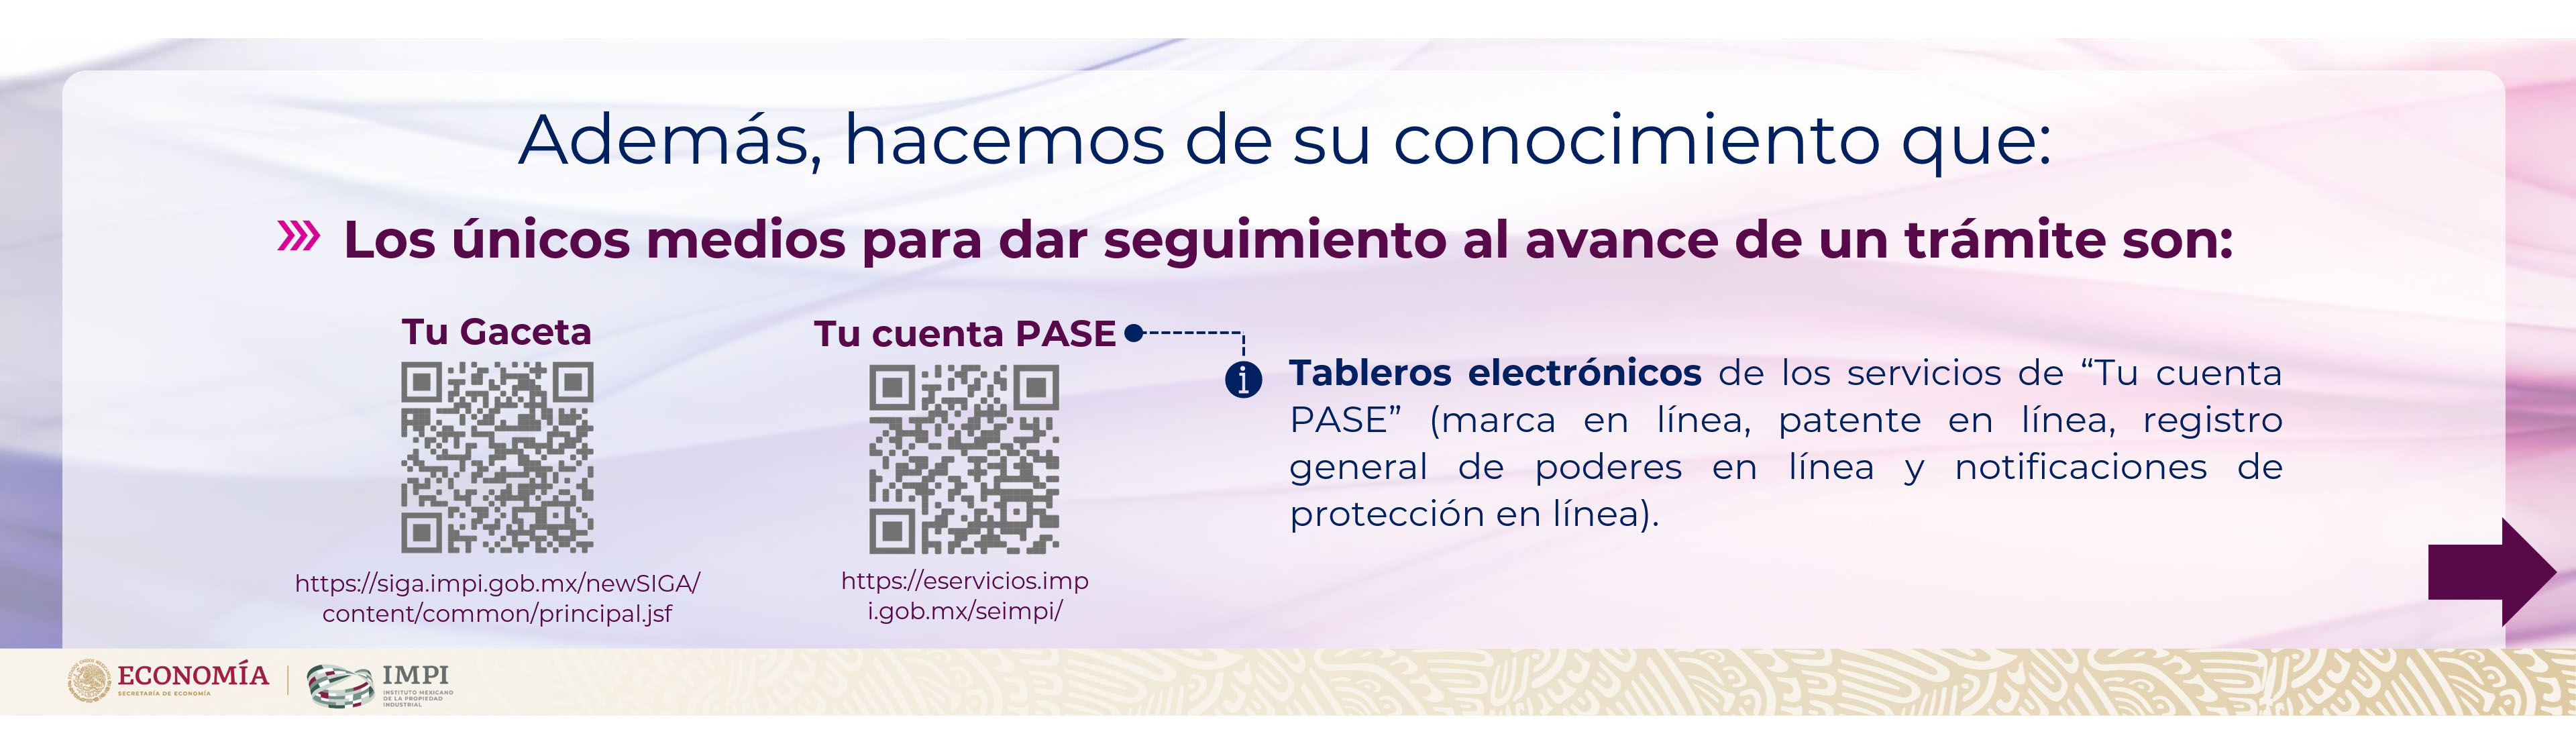 Además, hacemos de su conocimiento que:
Los únicos medios para dar seguimiento al avance de un trámite son:
Tu Gaceta
https://siga.impi.gob.mx/newSIGA/
content/common/principal.jsf
Tu cuenta PASE
https://eservicios.imp
i.gob.mx/seimpi/
Tableros electrónicos de los servicios de “Tu cuenta
PASE” (marca en línea, patente en línea, registro
general de poderes en línea y notificaciones de
protección en línea).
ECONOMÍA
SECRETARÍA DE ECONOMÍA
IMPI
INSTITUTO MEXICANO
DE LA PROPIEDAD
INDUSTRIAL